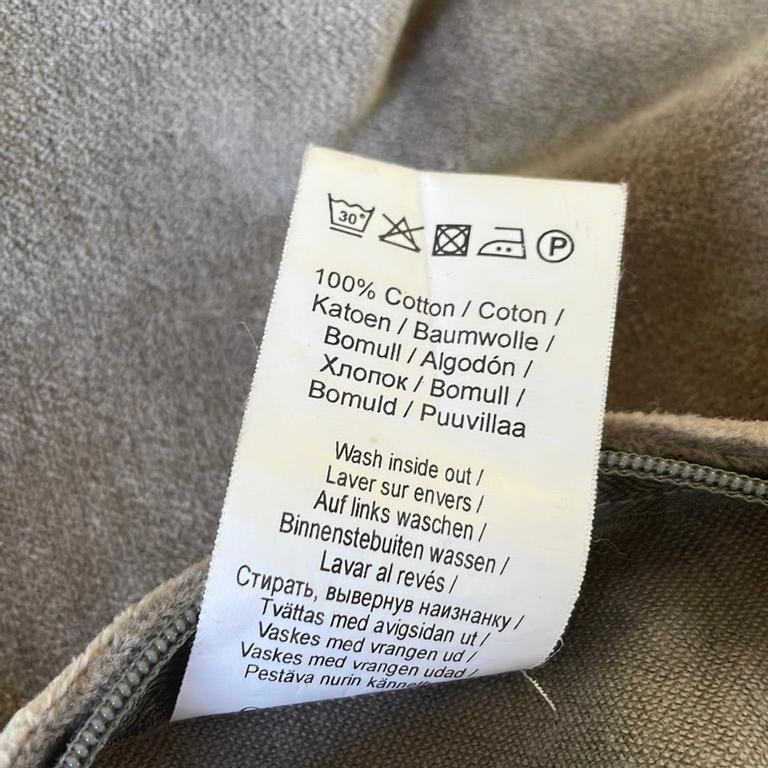 30°
P
100% Cotton / Coton /
Katoen / Baumwolle /
Bomull / Algodón /
Хлопок / Bomull /
Bomuld / Puuvillaa
Wash inside out /
Laver sur envers /
Auf links waschen /
Binnenstebuiten wassen /
Lavar al revés /
Стирать, вывернув наизнанку /
Tvättas med avigsidan ut /
Vaskes med vrangen ud /
Vaskes med vrangen udad /
Pestäva nurin